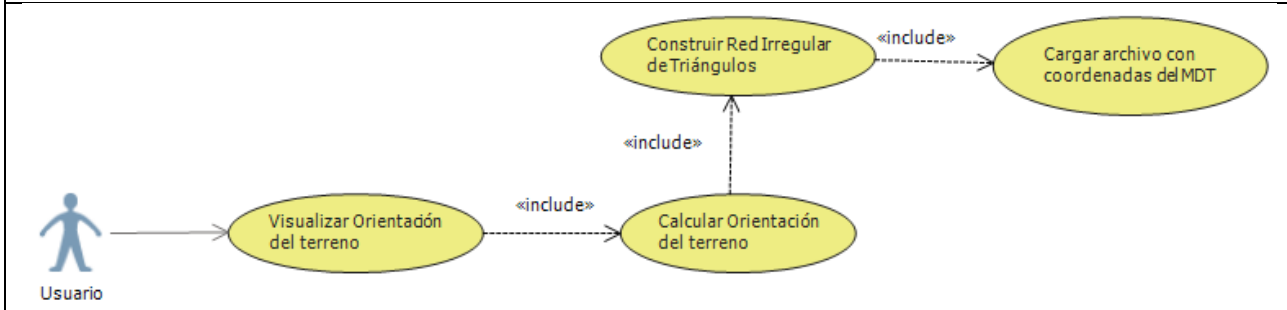 Construir Red Irregular
de Triángulos
«include»
Cargar archivo con
coordenadas del MDT
«include»
Visualizar Orientación
del terreno
«include»
Calcular Orientación
del terreno
Usuario